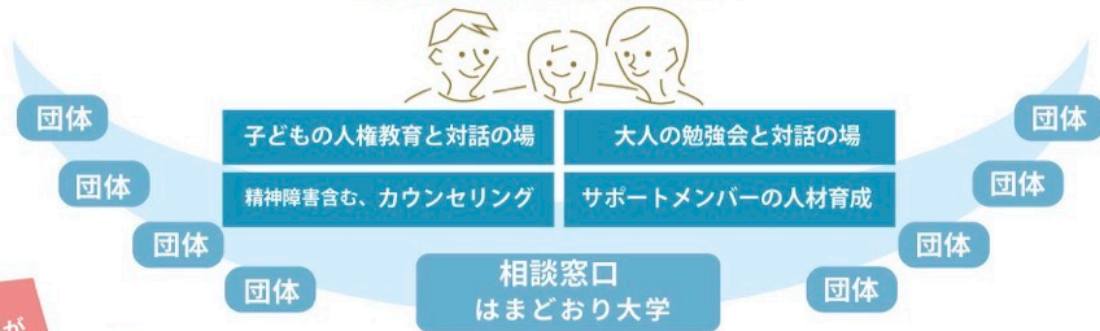 団体
団体
子どもの人権教育と対話の場
大人の勉強会と対話の場
団体
団体
精神障害含む、カウンセリング
サポートメンバーの人材育成
団体
団体
相談窓口
はまどおり大学
団体
団体
が